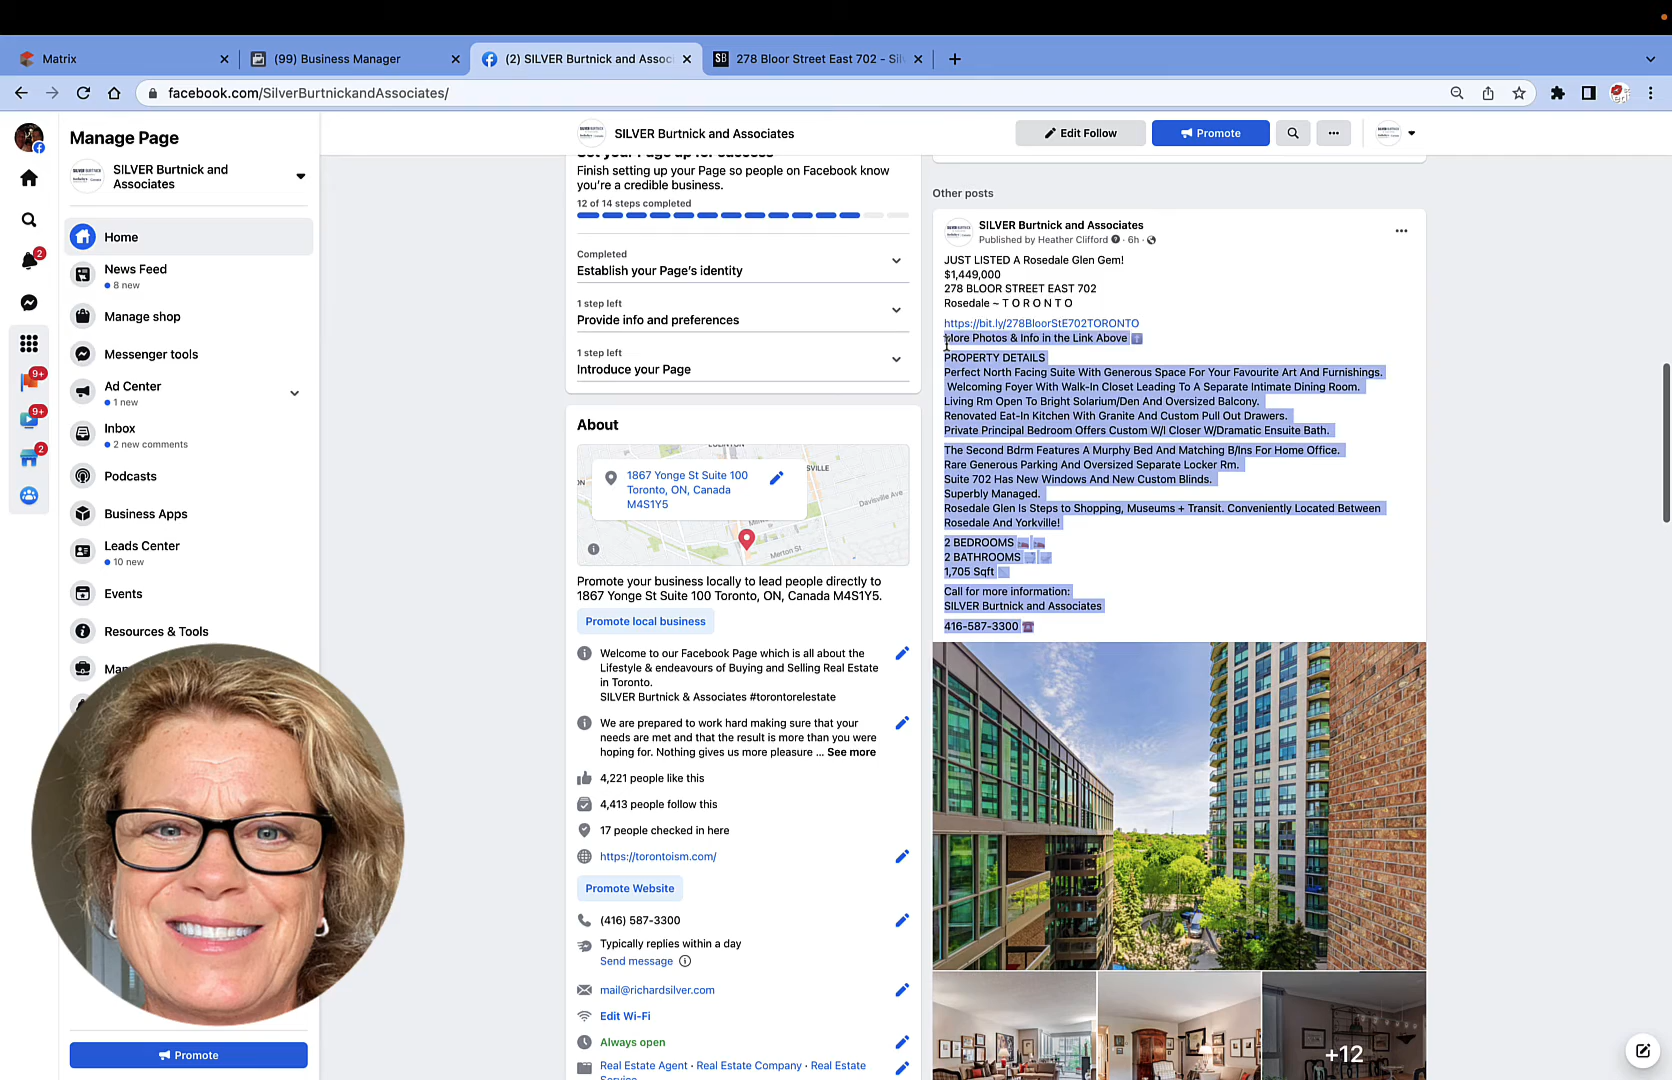 Matrix
(99) Business Manager
(2) SILVER Burtnick and Assoc
SB 278 Bloor Street East 702 - Sil
facebook.com/SilverBurtnickandAssociates/
Manage Page
SILVER Burtnick and
Associates
Home
News Feed
8 new
Manage shop
Messenger tools
Ad Center
1 new
Inbox
2 new comments
Podcasts
Business Apps
Leads Center
10 new
Events
Resources & Tools
Promote
2
9+
9+
2
SILVER Burtnick and Associates
Edit Follow
Promote
Set your Page up for success
Finish setting up your Page so people on Facebook know
you're a credible business.
12 of 14 steps completed
Completed
Establish your Page's identity
1 step left
Provide info and preferences
1 step left
Introduce your Page
About
1867 Yonge St Suite 100
Toronto, ON, Canada
M4S1Y5
SVILLE
Davisville Ave
Merton St
Promote your business locally to lead people directly to
1867 Yonge St Suite 100 Toronto, ON, Canada M4S1Y5.
Promote local business
Welcome to our Facebook Page which is all about the
Lifestyle & endeavours of Buying and Selling Real Estate
in Toronto.
SILVER Burtnick & Associates #torontorelestate
We are prepared to work hard making sure that your
needs are met and that the result is more than you were
hoping for. Nothing gives us more pleasure ... See more
4,221 people like this
4,413 people follow this
17 people checked in here
https://torontoism.com/
Promote Website
(416) 587-3300
Typically replies within a day
Send message
mail@richardsilver.com
Edit Wi-Fi
Always open
Real Estate Agent · Real Estate Company · Real Estate
Service
Other posts
SILVER Burtnick and Associates
Published by Heather Clifford · 6h ·
JUST LISTED A Rosedale Glen Gem!
$1,449,000
278 BLOOR STREET EAST 702
Rosedale ~ T O R O N T O
https://bit.ly/278BloorStE702TORONTO
More Photos & Info in the Link Above
PROPERTY DETAILS
Perfect North Facing Suite With Generous Space For Your Favourite Art And Furnishings.
Welcoming Foyer With Walk-In Closet Leading To A Separate Intimate Dining Room.
Living Rm Open To Bright Solarium/Den And Oversized Balcony.
Renovated Eat-In Kitchen With Granite And Custom Pull Out Drawers.
Private Principal Bedroom Offers Custom W/I Closer W/Dramatic Ensuite Bath.
The Second Bdrm Features A Murphy Bed And Matching B/Ins For Home Office.
Rare Generous Parking And Oversized Separate Locker Rm.
Suite 702 Has New Windows And New Custom Blinds.
Superbly Managed.
Rosedale Glen Is Steps to Shopping, Museums + Transit. Conveniently Located Between
Rosedale And Yorkville!
2 BEDROOMS
2 BATHROOMS
1,705 Sqft
Call for more information:
SILVER Burtnick and Associates
416-587-3300
+12